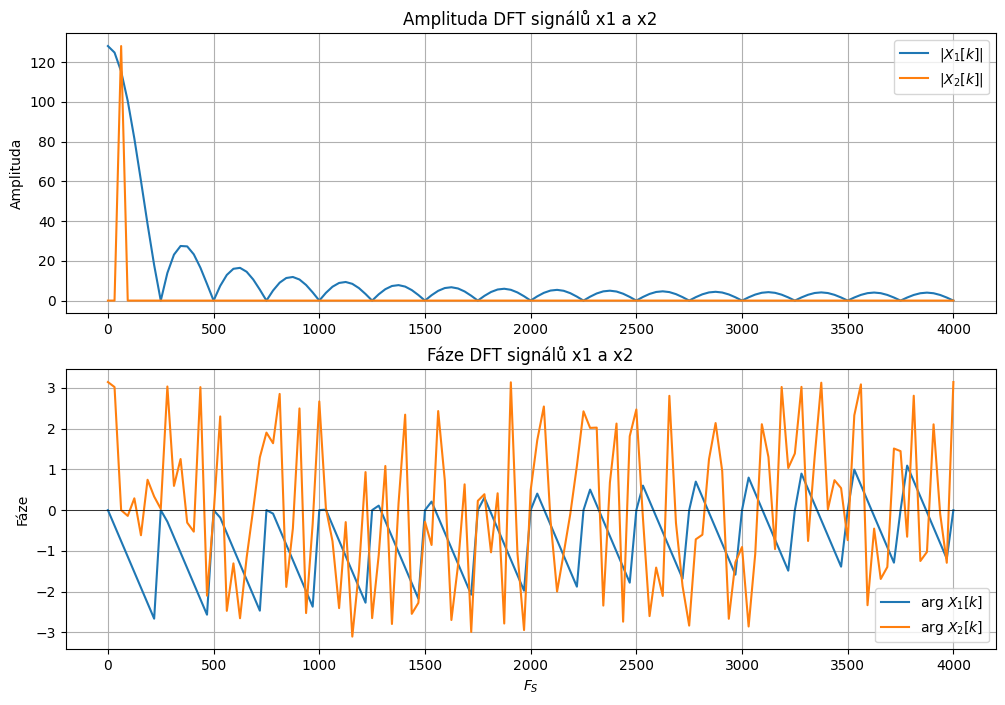 Amplituda DFT signálů x1 a x2
Amplituda
120
100
80
60
40
20
0
|X₁[k]|
|X₂[k]|
0 500 1000 1500 2000 2500 3000 3500 4000
Fáze DFT signálů x1 a x2
Fáze
3
2
1
0
−1
−2
−3
arg X₁[k]
arg X₂[k]
0 500 1000 1500 2000 2500 3000 3500 4000
F_S